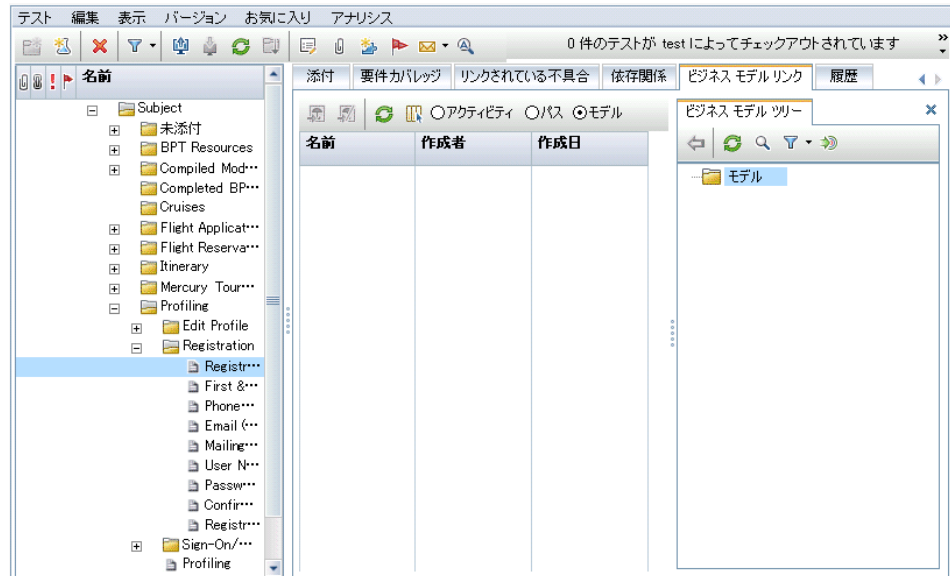 テスト 編集 表示 バージョン お気に入り アナリシス
0 件のテストが test によってチェックアウトされています
名前
Subject
未添付
BPT Resources
Compiled Mod…
Completed BP…
Cruises
Flight Applicat…
Flight Reserva…
Itinerary
Mercury Tour…
Profiling
Edit Profile
Registration
Registr…
First &…
Phone…
Email (…
Mailing…
User N…
Passw…
Confir…
Registr…
Sign-On/…
Profiling
添付 要件カバレッジ リンクされている不具合 依存関係 ビジネス モデル リンク 履歴
アクティビティ パス モデル
名前 作成者 作成日
ビジネス モデル ツリー
モデル